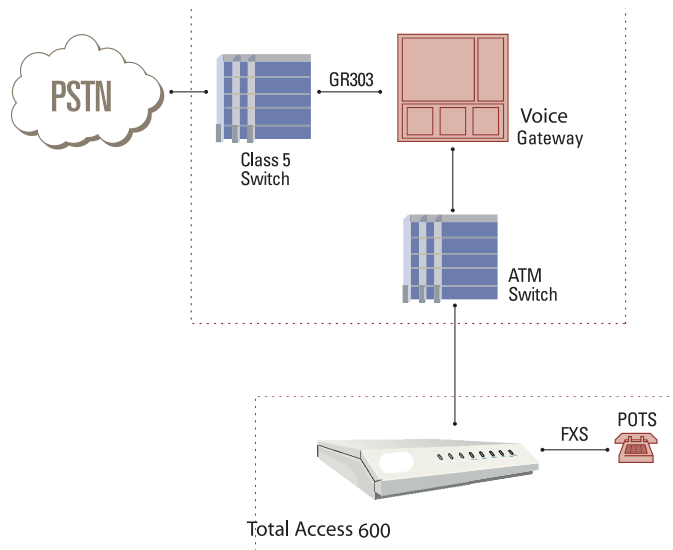 PSTN
GR303
Class 5
Switch
Voice
Gateway
ATM
Switch
FXS
POTS
Total Access 600